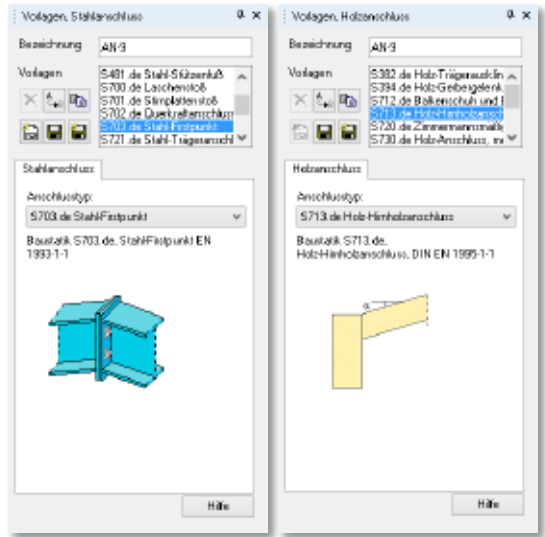 Vorlagen, Stahlanschluss
Bezeichnung AN-9
Vorlagen
S481.de Stahl-Stützenfuß
S700.de Laschenstoß
S701.de Stirnplattenstoß
S702.de Querkraftanschluss
S703.de Stahl-Firstpunkt
S721.de Stahl-Trägeranschl
Stahlanschluss
Anschlusstyp:
S703.de Stahl-Firstpunkt
Baustatik S703.de, Stahl-Firstpunkt EN
1993-1-1
Hilfe
Vorlagen, Holzanschluss
Bezeichnung AN-9
Vorlagen
S382.de Holz-Trägerausklin
S394.de Holz-Gerbergelenk
S712.de Balkenschuh und
S713.de Holz-Hirnholzansch
S720.de Zimmermannsmäßi
S730.de Holz-Anschluss, m
Holzanschluss
Anschlusstyp:
S713.de Holz-Hirnholzanschluss
Baustatik S713.de,
Holz-Hirnholzanschluss, DIN EN 1995-1-1
α
Hilfe